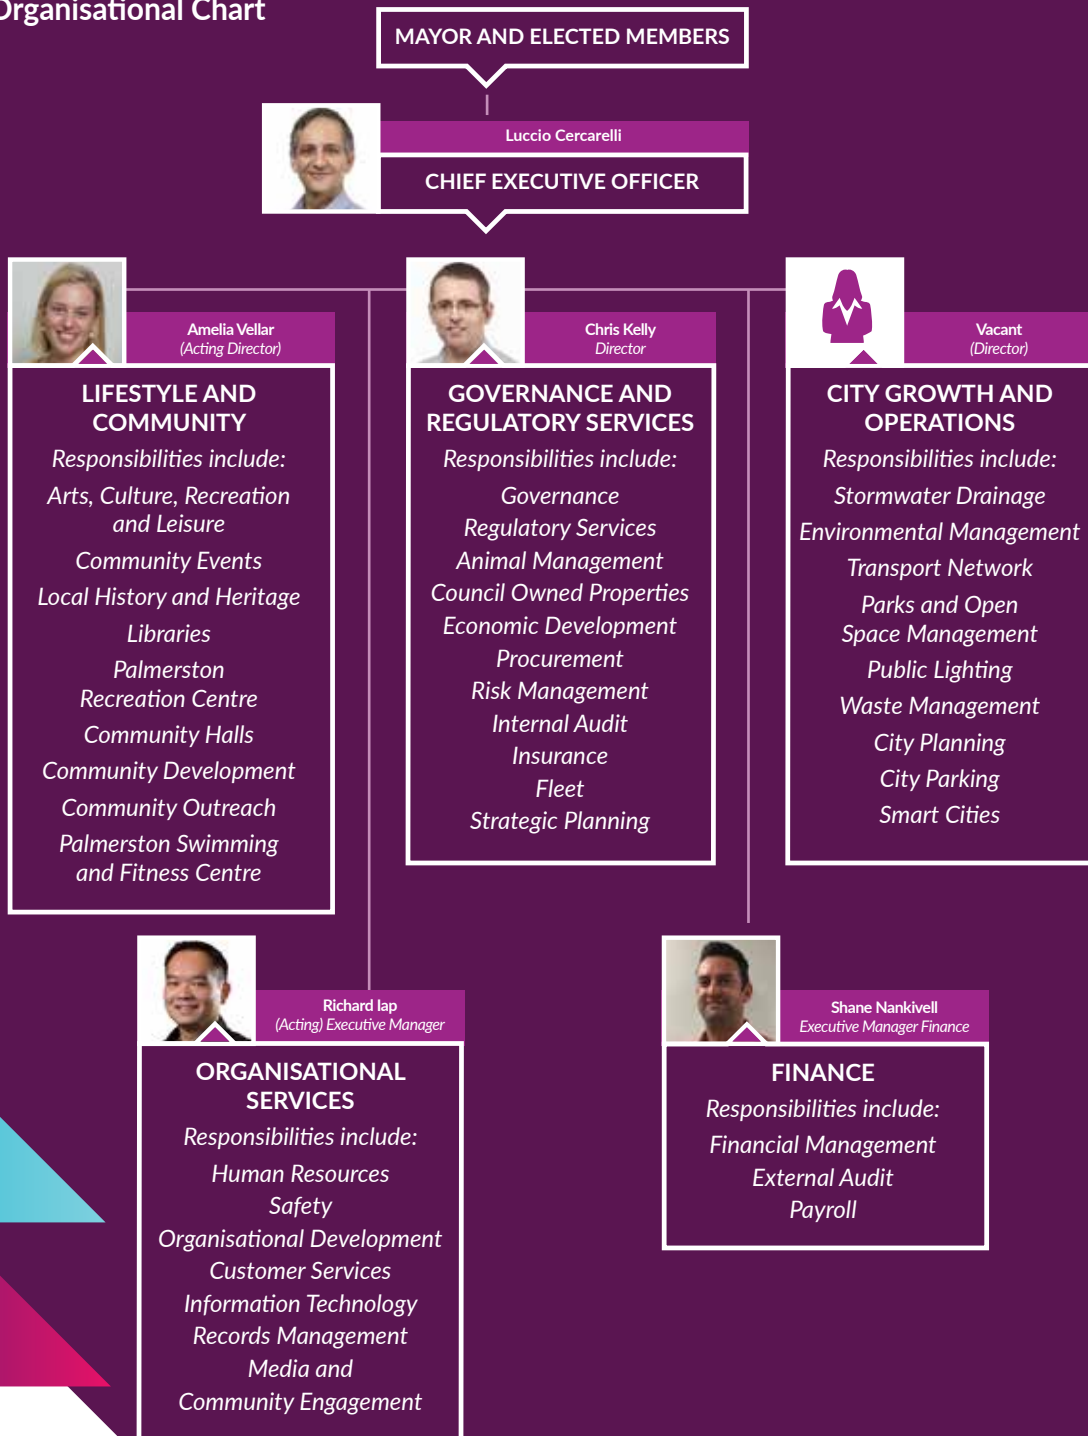 Organisational Chart
MAYOR AND ELECTED MEMBERS
Luccio Cercarelli
CHIEF EXECUTIVE OFFICER
Amelia Vellar
(Acting Director)
LIFESTYLE AND
COMMUNITY
Responsibilities include:
Arts, Culture, Recreation
and Leisure
Community Events
Local History and Heritage
Libraries
Palmerston
Recreation Centre
Community Halls
Community Development
Community Outreach
Palmerston Swimming
and Fitness Centre
Chris Kelly
Director
GOVERNANCE AND
REGULATORY SERVICES
Responsibilities include:
Governance
Regulatory Services
Animal Management
Council Owned Properties
Economic Development
Procurement
Risk Management
Internal Audit
Insurance
Fleet
Strategic Planning
Vacant
(Director)
CITY GROWTH AND
OPERATIONS
Responsibilities include:
Stormwater Drainage
Environmental Management
Transport Network
Parks and Open
Space Management
Public Lighting
Waste Management
City Planning
City Parking
Smart Cities
Richard Iap
(Acting) Executive Manager
ORGANISATIONAL
SERVICES
Responsibilities include:
Human Resources
Safety
Organisational Development
Customer Services
Information Technology
Records Management
Media and
Community Engagement
Shane Nankivell
Executive Manager Finance
FINANCE
Responsibilities include:
Financial Management
External Audit
Payroll